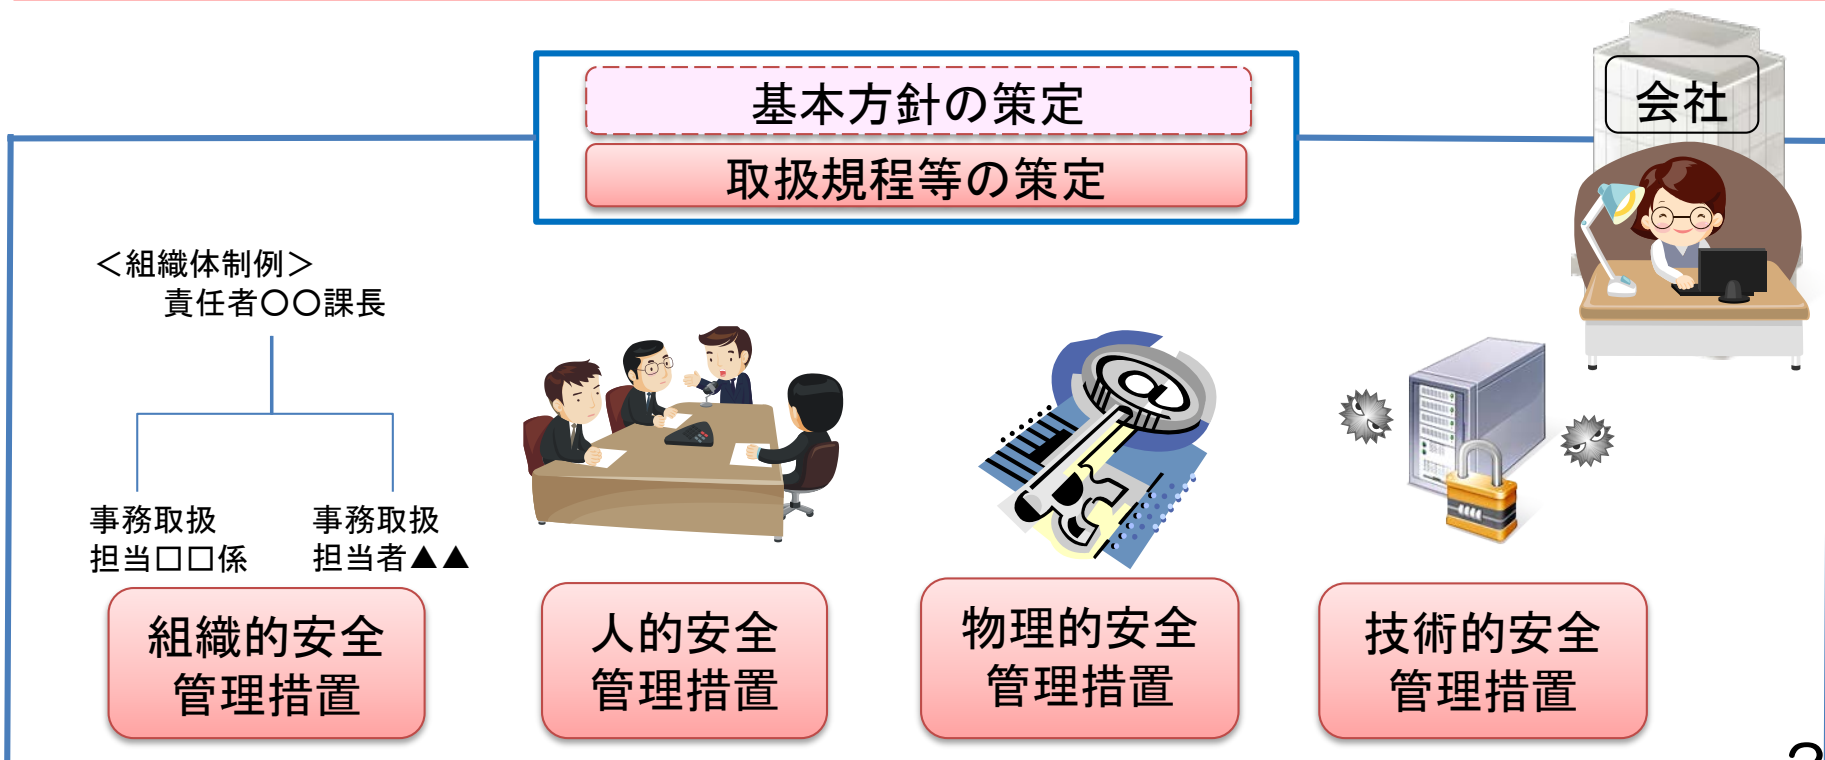 基本方針の策定
取扱規程等の策定
会社
＜組織体制例＞
責任者〇〇課長
事務取扱
担当□□係
事務取扱
担当者▲▲
組織的安全
管理措置
人的安全
管理措置
物理的安全
管理措置
技術的安全
管理措置